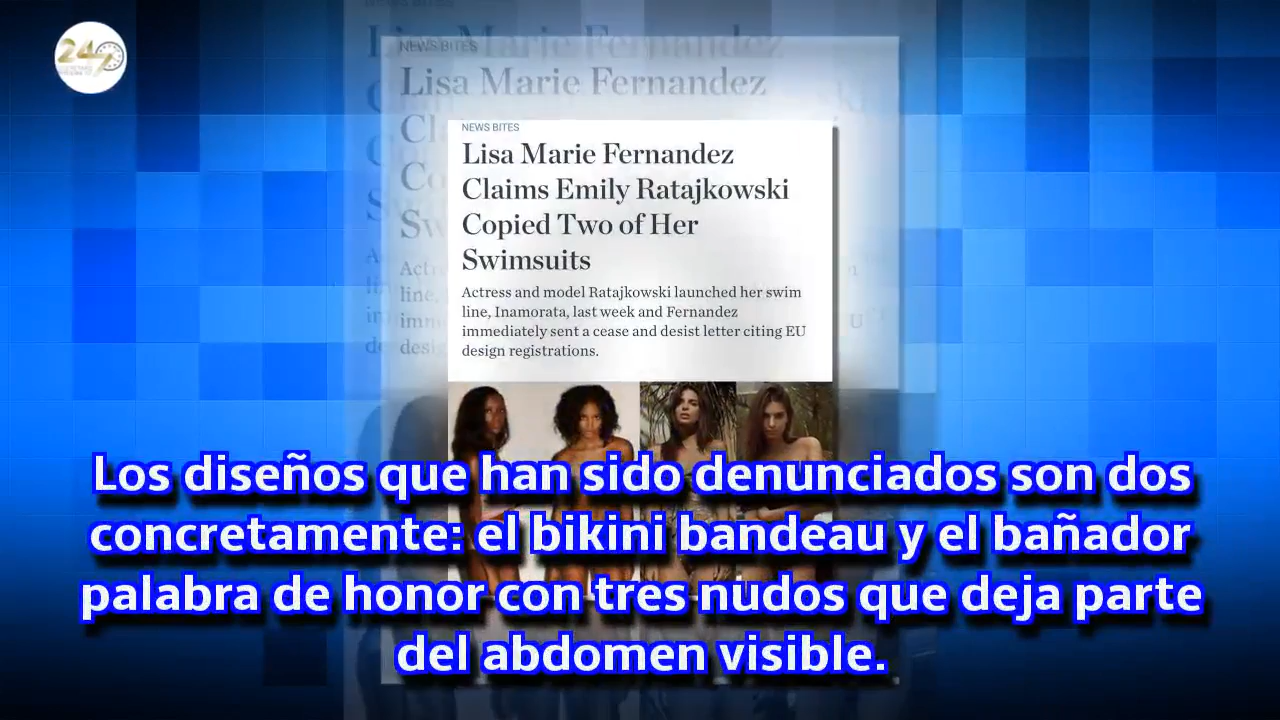 247
NEWS BITES
Lisa Marie Fernandez
Claims Emily Ratajkowski
Copied Two of Her
Swimsuits
Actress and model Ratajkowski launched her swim
line, Inamorata, last week and Fernandez
immediately sent a cease and desist letter citing EU
design registrations.
Los diseños que han sido denunciados son dos
concretamente: el bikini bandeau y el bañador
palabra de honor con tres nudos que deja parte
del abdomen visible.